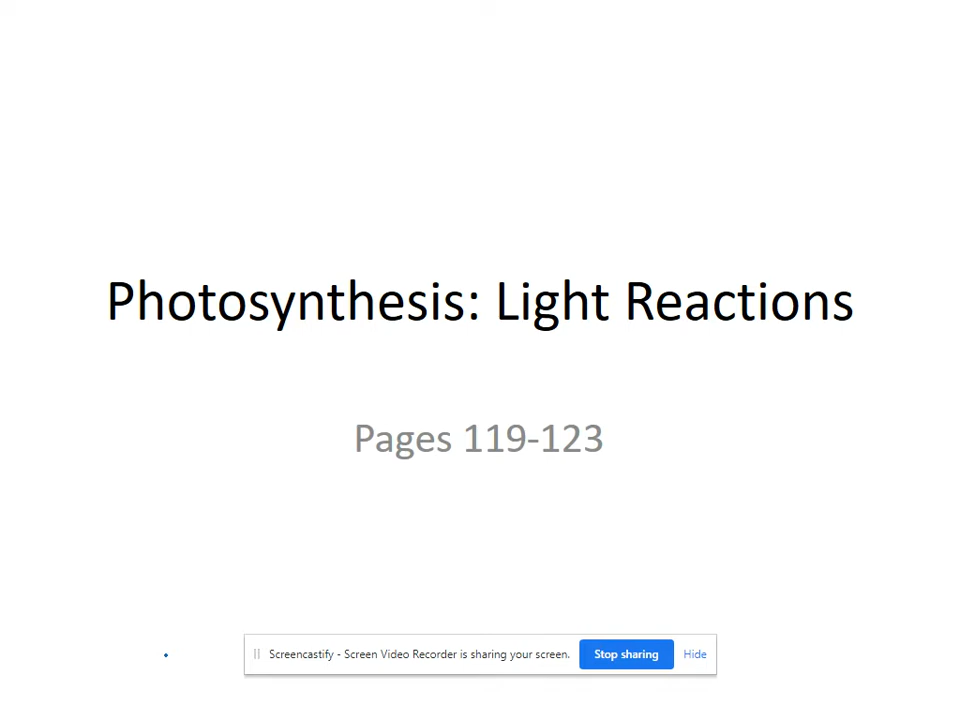 Photosynthesis: Light Reactions
Pages 119-123
Screencastify - Screen Video Recorder is sharing your screen. Stop sharing Hide